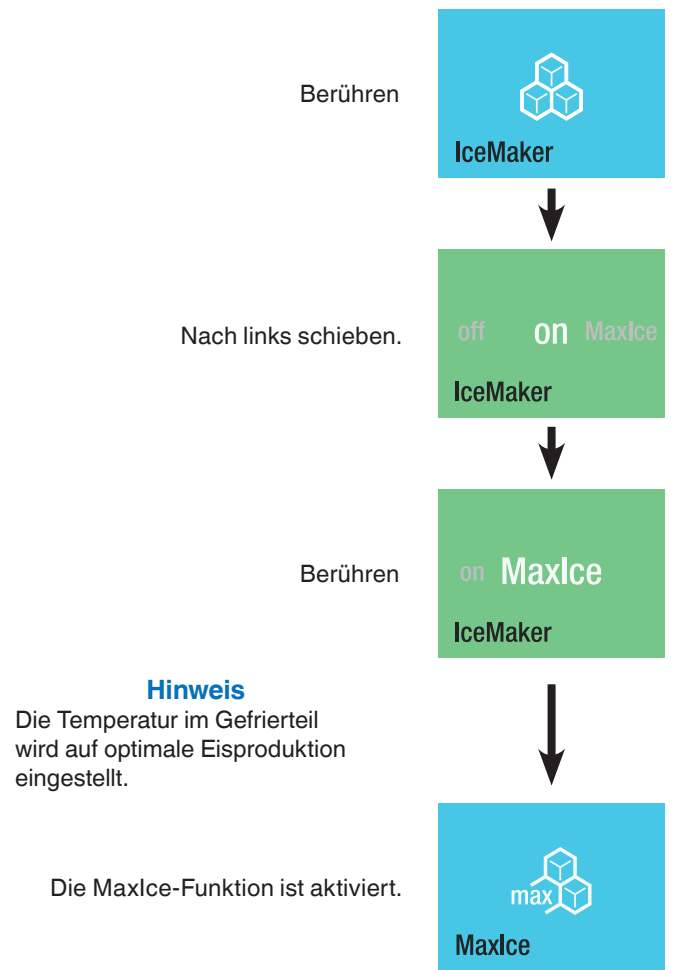 Berühren
IceMaker
Nach links schieben.
off on MaxIce
IceMaker
Berühren
on MaxIce
IceMaker
Hinweis
Die Temperatur im Gefrierteil
wird auf optimale Eisproduktion
eingestellt.
Die MaxIce-Funktion ist aktiviert.
max
MaxIce